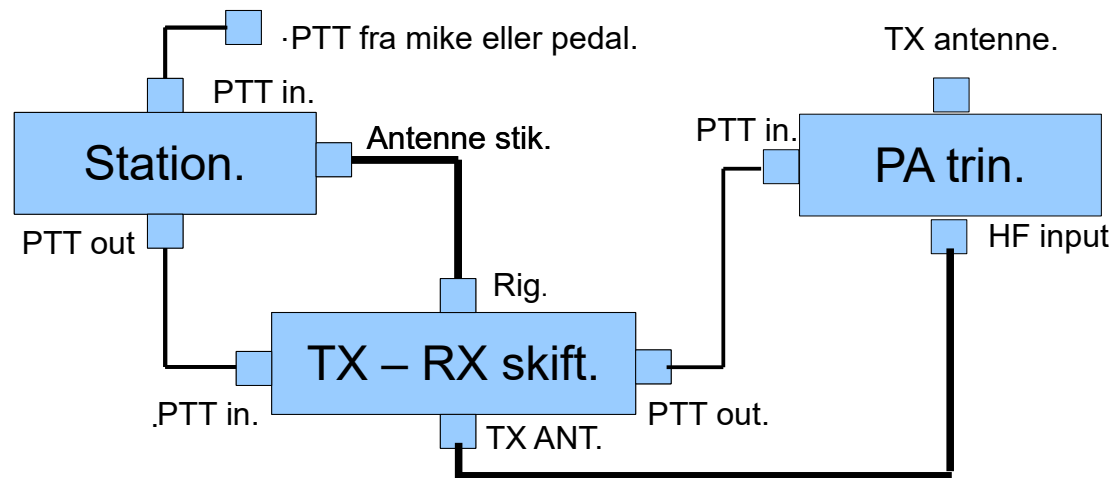 .PTT fra mike eller pedal.
TX antenne.
PTT in.
Antenne stik.
PTT in.
Station.
PA trin.
PTT out
HF input
Rig.
TX – RX skift.
.PTT in.
PTT out.
TX ANT.